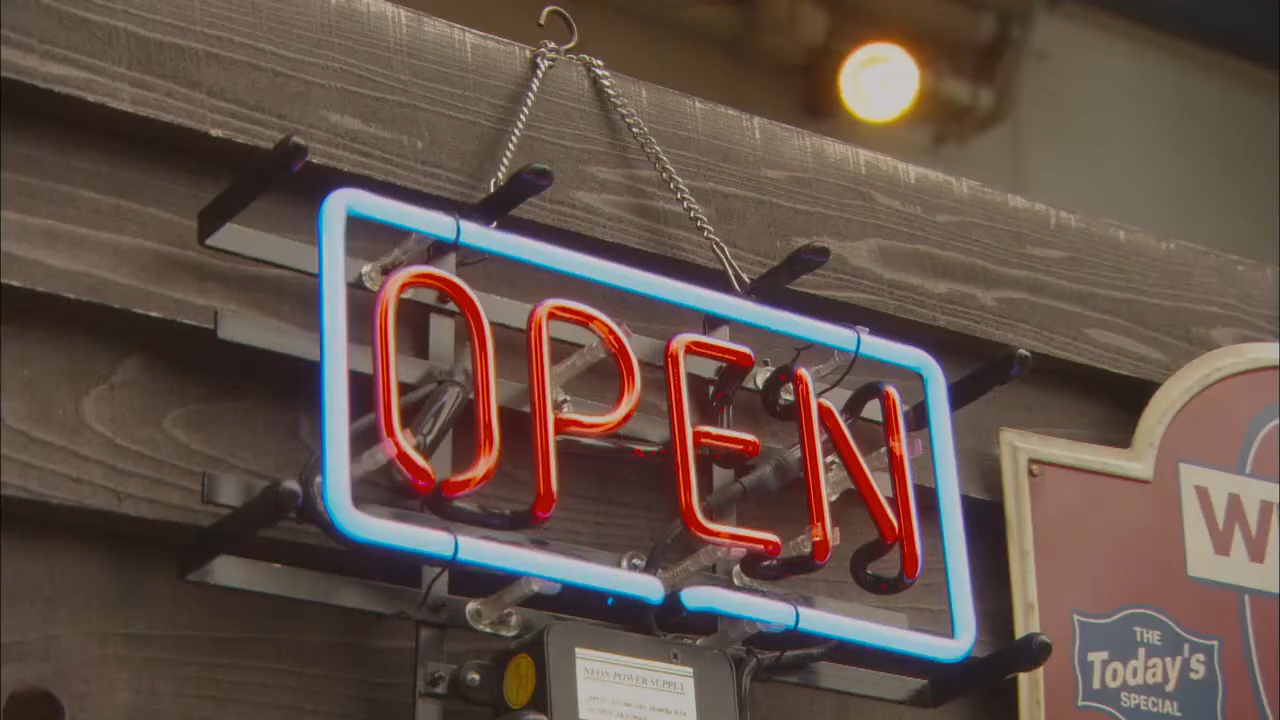 OPEN
W
THE
Today's
SPECIAL
NEON POWER SUPPLY